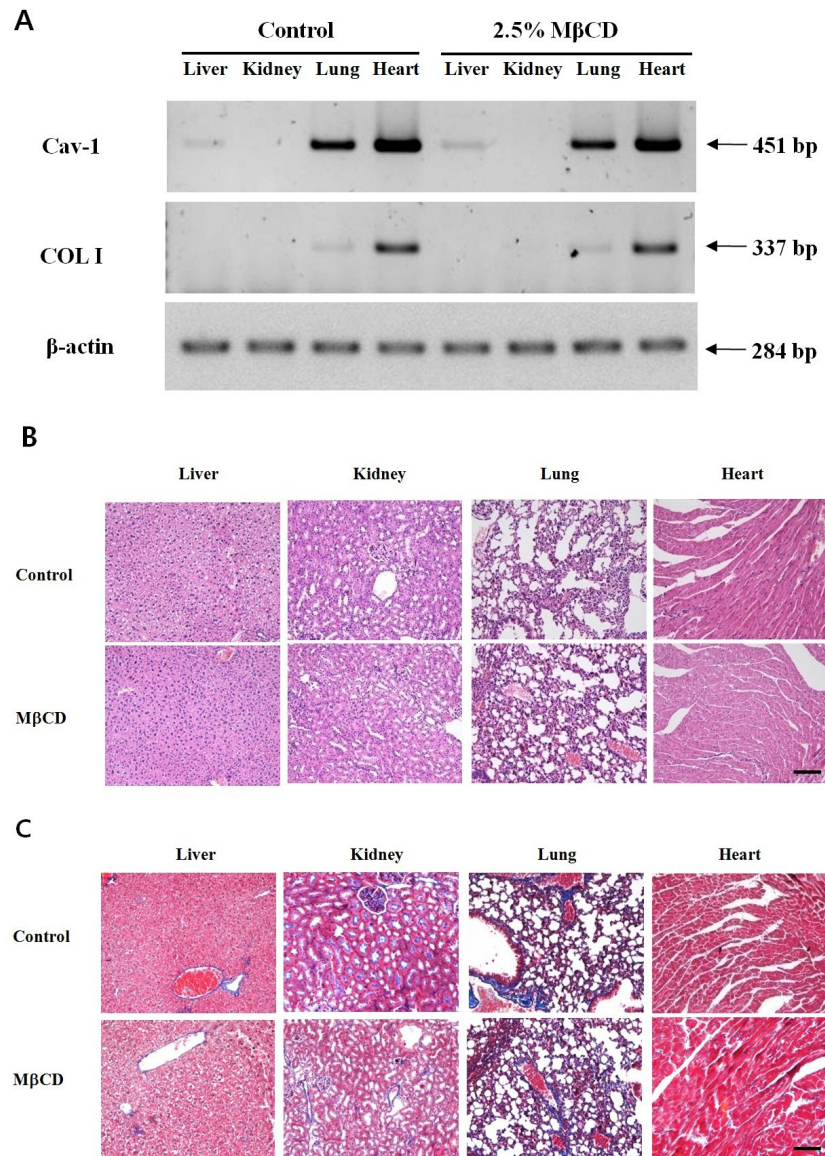 A
Control 2.5% MβCD
Liver Kidney Lung Heart Liver Kidney Lung Heart
Cav-1 451 bp
COL I 337 bp
β-actin 284 bp
B
Liver Kidney Lung Heart
Control
MβCD
C
Liver Kidney Lung Heart
Control
MβCD